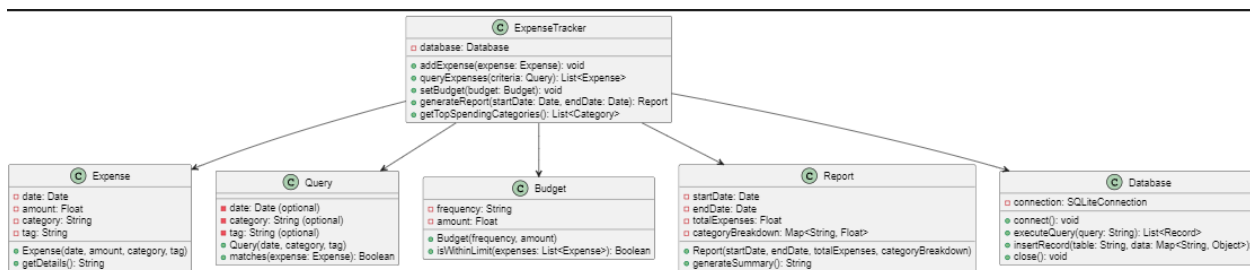 C ExpenseTracker
database: Database
addExpense(expense: Expense): void
queryExpenses(criteria: Query): List<Expense>
setBudget(budget: Budget): void
generateReport(startDate: Date, endDate: Date): Report
getTopSpendingCategories(): List<Category>
C Expense
date: Date
amount: Float
category: String
tag: String
Expense(date, amount, category, tag)
getDetails(): String
C Query
date: Date (optional)
category: String (optional)
tag: String (optional)
Query(date, category, tag)
matches(expense: Expense): Boolean
C Budget
frequency: String
amount: Float
Budget(frequency, amount)
isWithinLimit(expenses: List<Expense>): Boolean
C Report
startDate: Date
endDate: Date
totalExpenses: Float
categoryBreakdown: Map<String, Float>
Report(startDate, endDate, totalExpenses, categoryBreakdown)
generateSummary(): String
C Database
connection: SQLiteConnection
connect(): void
executeQuery(query: String): List<Record>
insertRecord(table: String, data: Map<String, Object>)
close(): void